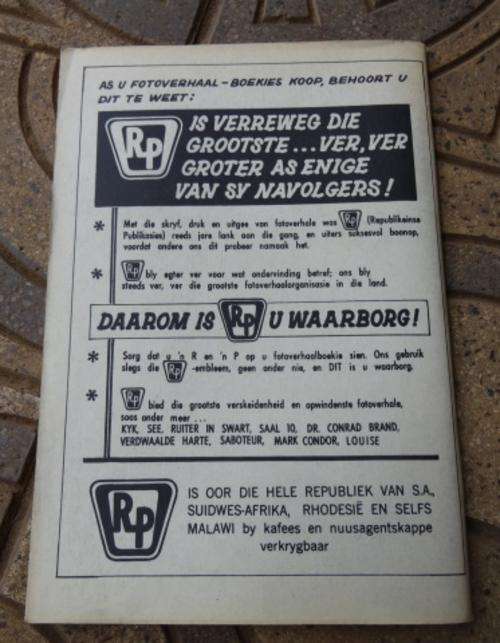 AS U FOTOVERHAAL-BOEKIES KOOP, BEHOORT U
DIT TE WEET:
RP IS VERREWEG DIE
GROOTSTE...VER, VER
GROTER AS ENIGE
VAN SY NAVOLGERS!
* Met die skryf, druk en uitgee van fotoverhale was RP (Republikeinse
Publikasies) reeds jare lank aan die gang, en uiters suksesvol boonop,
voordat andere ons dit probeer namaak het.
* RP bly egter ver voor wat ondervinding betref; ons bly
steeds ver, ver die grootste fotoverhaalorganisasie in die land.
DAAROM IS RP U WAARBORG!
* Sorg dat u 'n R en 'n P op u fotoverhaalboekie sien. Ons gebruik
slegs die RP-embleem, geen ander nie, en DIT is u waarborg.
* RP bied die grootste verskeidenheid en opwindenste fotoverhale,
soos onder meer ...
KYK, SEE, RUITER IN SWART, SAAL 10, DR. CONRAD BRAND,
VERDWAALDE HARTE, SABOTEUR, MARK CONDOR, LOUISE
RP IS OOR DIE HELE REPUBLIEK VAN S.A.,
SUIDWES-AFRIKA, RHODESIË EN SELFS
MALAWI by kafees en nuusagentskappe
verkrygbaar